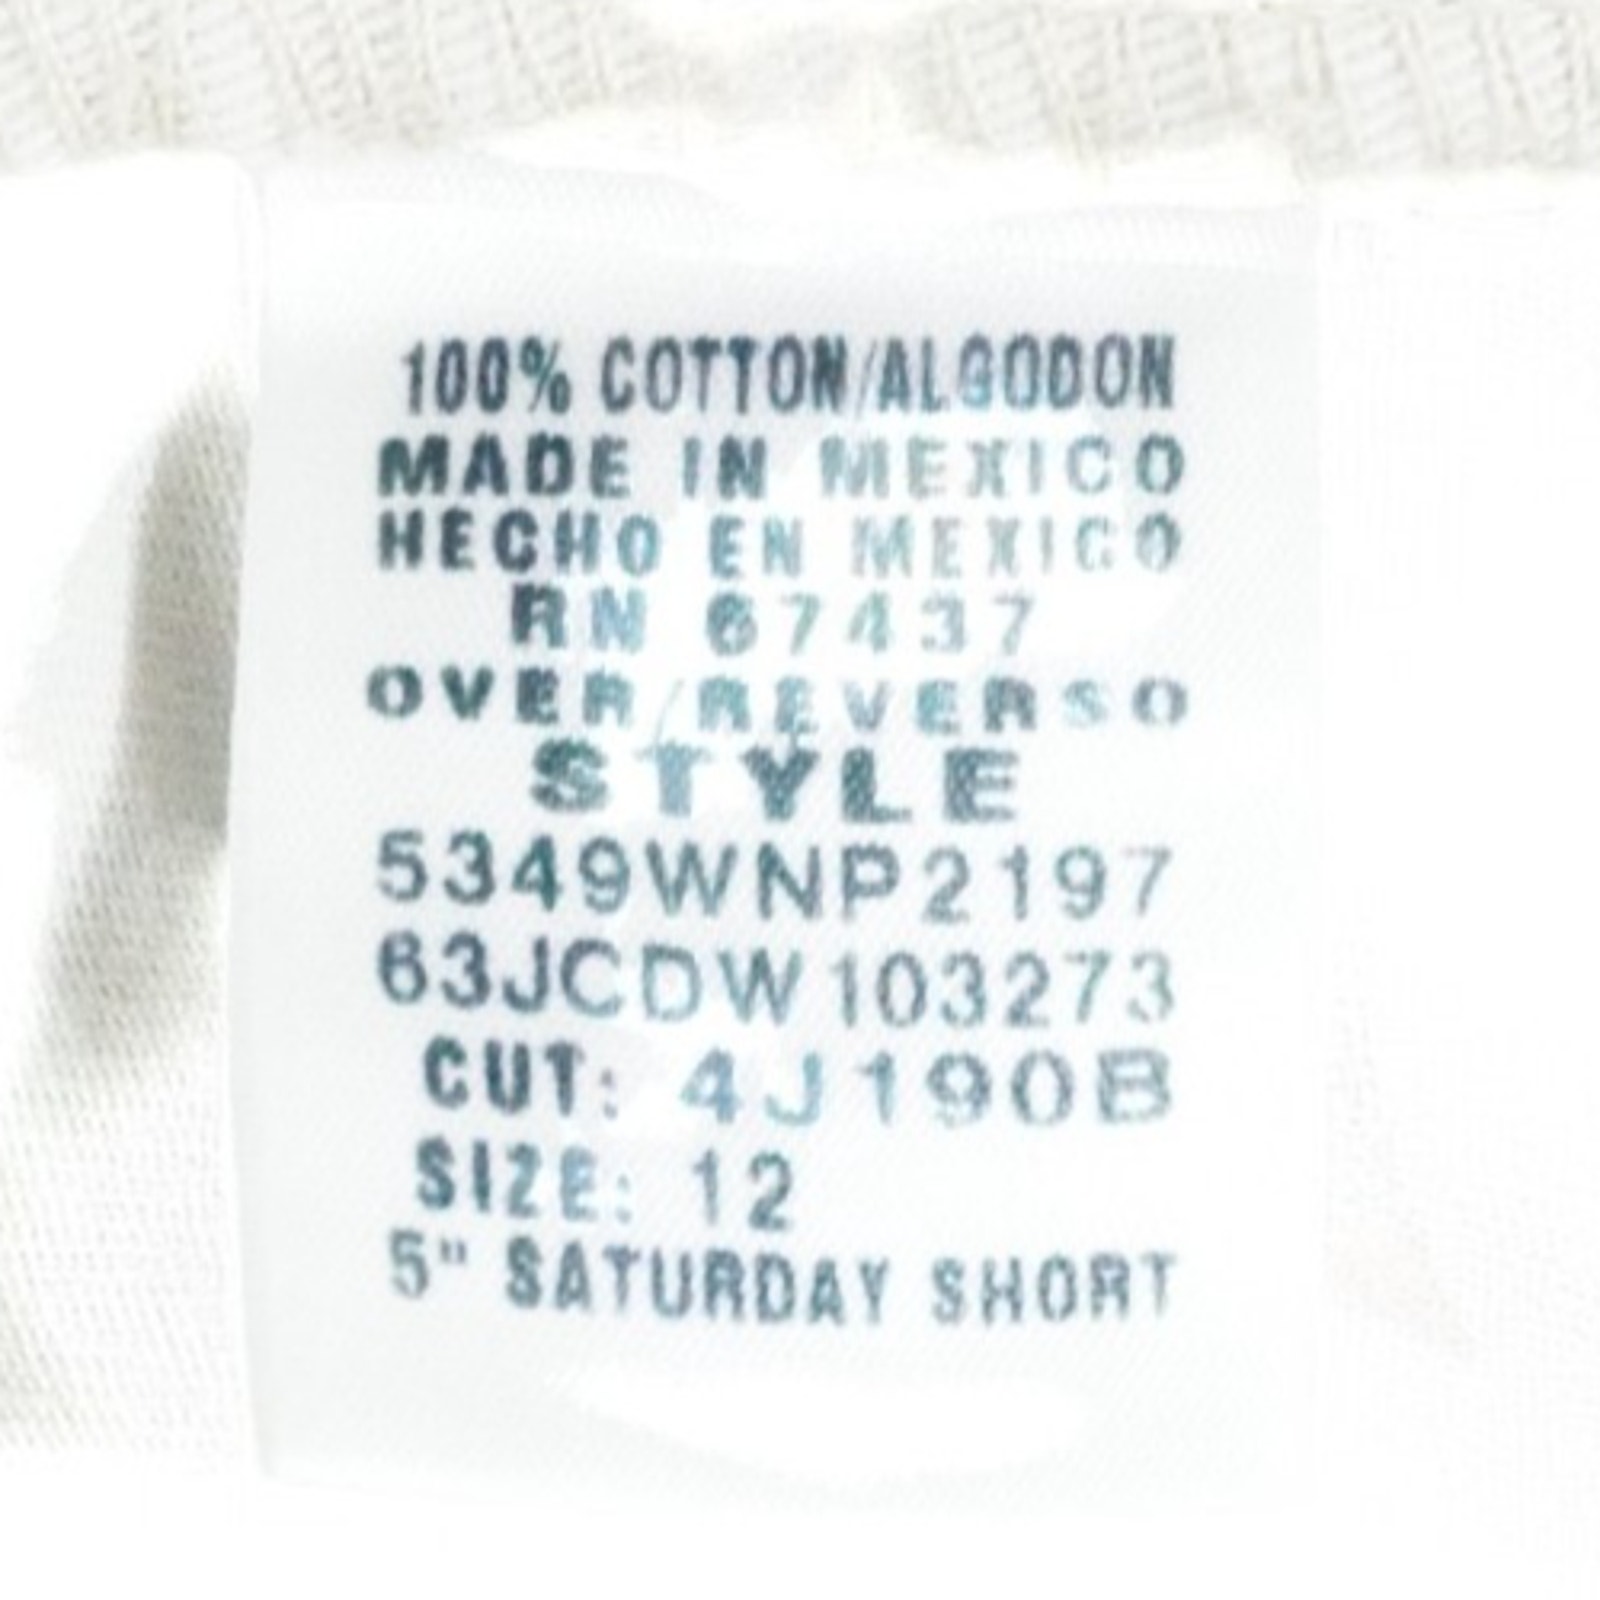 100% COTTON/ALGODON
MADE IN MEXICO
HECHO EN MEXICO
RN 67437
OVER/REVERSO
STYLE
5349WNP2197
63JCDW103273
CUT: 4J190B
SIZE: 12
5" SATURDAY SHORT